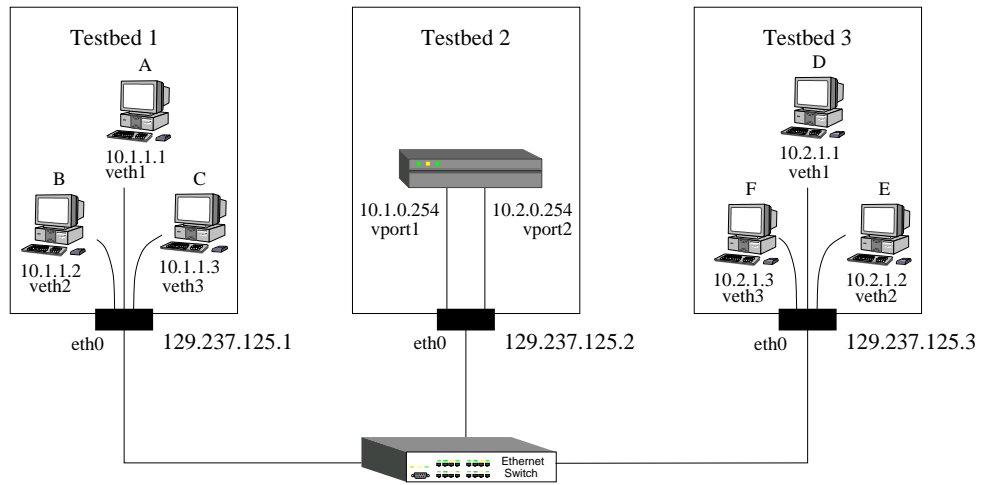 Testbed 1
A
10.1.1.1
veth1
B
10.1.1.2
veth2
C
10.1.1.3
veth3
eth0
129.237.125.1
Testbed 2
10.1.0.254
vport1
10.2.0.254
vport2
eth0
129.237.125.2
Testbed 3
D
10.2.1.1
veth1
F
10.2.1.3
veth3
E
10.2.1.2
veth2
eth0
129.237.125.3
Ethernet
Switch